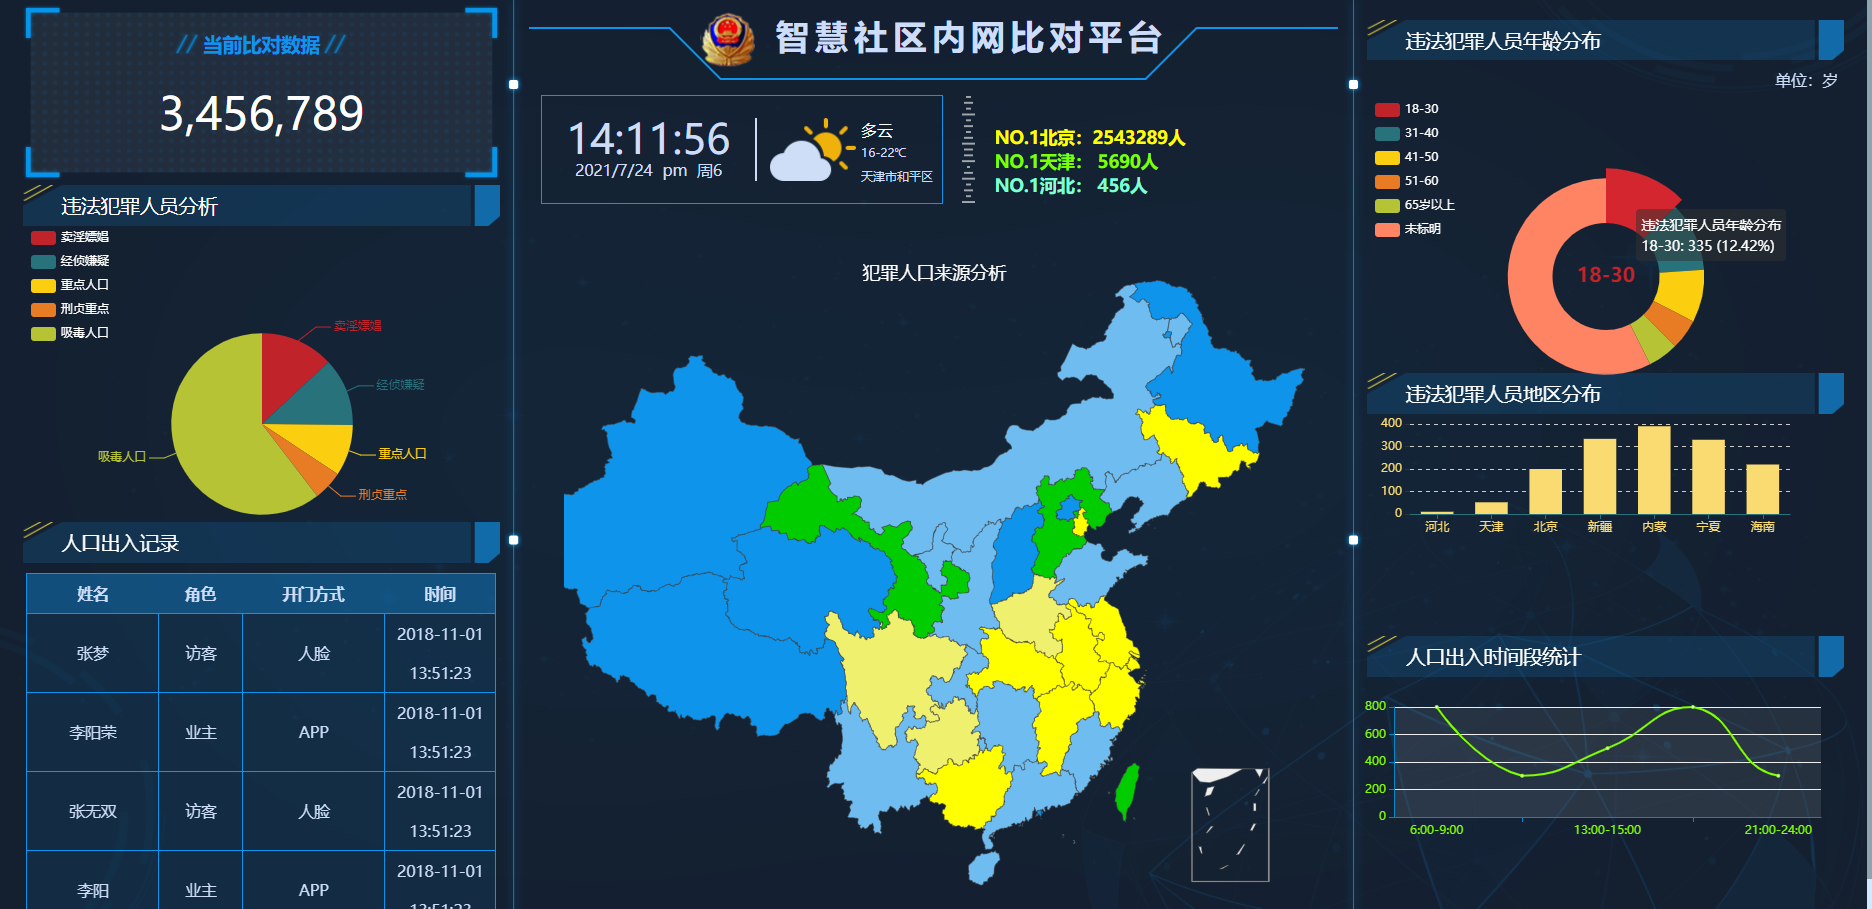 // 当前比对数据 //
3,456,789
违法犯罪人员分析
卖淫嫖娼
经侦嫌疑
重点人口
刑贞重点
吸毒人口
卖淫嫖娼
经侦嫌疑
重点人口
刑贞重点
吸毒人口
人口出入记录
姓名 角色 开门方式 时间
张梦 访客 人脸 2018-11-01 13:51:23
李阳荣 业主 APP 2018-11-01 13:51:23
张无双 访客 人脸 2018-11-01 13:51:23
李阳 业主 APP 2018-11-01 13:51:23
智慧社区内网比对平台
14:11:56
2021/7/24 pm 周6
多云
16-22℃
天津市和平区
NO.1北京：2543289人
NO.1天津： 5690人
NO.1河北： 456人
犯罪人口来源分析
违法犯罪人员年龄分布
单位：岁
18-30
31-40
41-50
51-60
65岁以上
未标明
18-30
违法犯罪人员年龄分布
18-30: 335 (12.42%)
违法犯罪人员地区分布
400
300
200
100
0
河北 天津 北京 新疆 内蒙 宁夏 海南
人口出入时间段统计
800
600
400
200
0
6:00-9:00 13:00-15:00 21:00-24:00